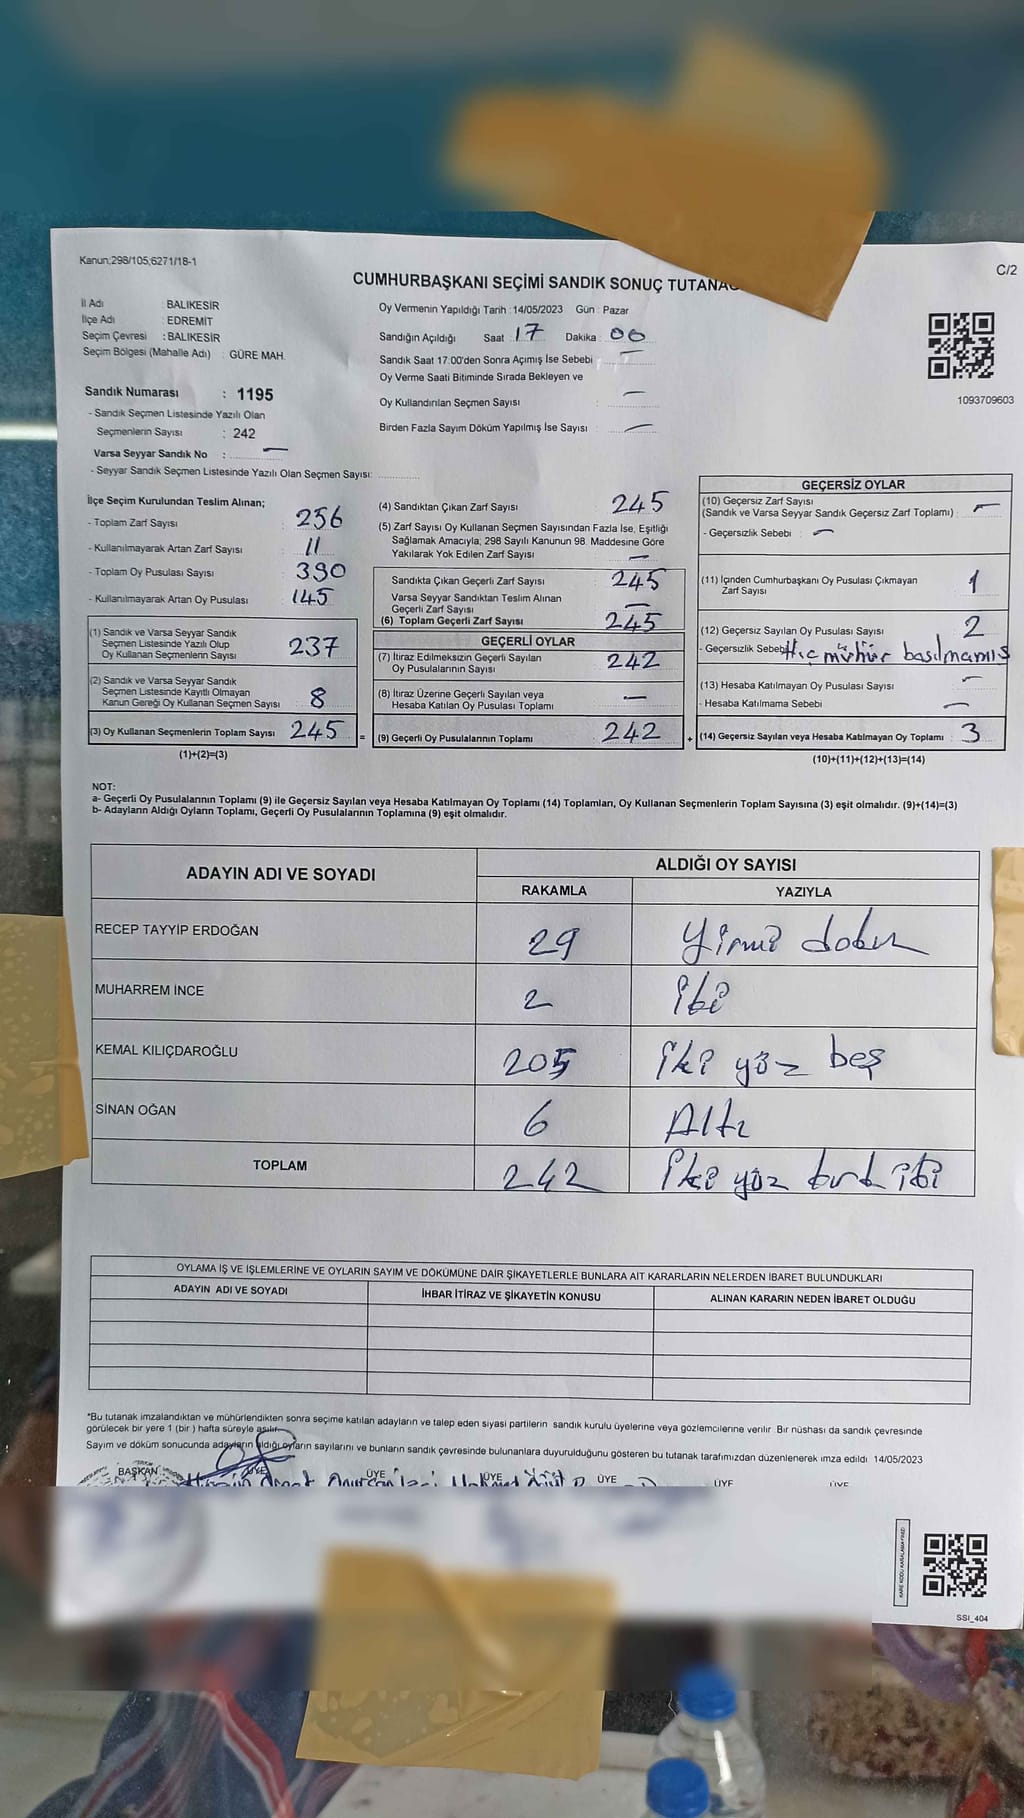 Kanun;298/105;6271/18-1
C/2
CUMHURBAŞKANI SEÇİMİ SANDIK SONUÇ TUTANA
İl Adı : BALIKESİR
İlçe Adı : EDREMİT
Seçim Çevresi : BALIKESİR
Seçim Bölgesi (Mahalle Adı) : GÜRE MAH.
Sandık Numarası : 1195
- Sandık Seçmen Listesinde Yazılı Olan
Seçmenlerin Sayısı : 242
Varsa Seyyar Sandık No : —
- Seyyar Sandık Seçmen Listesinde Yazılı Olan Seçmen Sayısı:
Oy Vermenin Yapıldığı Tarih : 14/05/2023 Gün : Pazar
Sandığın Açıldığı Saat : 17 Dakika : 00
Sandık Saat 17:00'den Sonra Açımış İse Sebebi : —
Oy Verme Saati Bitiminde Sırada Bekleyen ve
Oy Kullandırılan Seçmen Sayısı : —
Birden Fazla Sayım Döküm Yapılmış İse Sayısı : —
1093709603
İlçe Seçim Kurulundan Teslim Alınan;
- Toplam Zarf Sayısı 256
- Kullanılmayarak Artan Zarf Sayısı 11
- Toplam Oy Pusulası Sayısı 390
- Kullanılmayarak Artan Oy Pusulası 145
(1) Sandık ve Varsa Seyyar Sandık
Seçmen Listesinde Yazılı Olup
Oy Kullanan Seçmenlerin Sayısı 237
(2) Sandık ve Varsa Seyyar Sandık
Seçmen Listesinde Kayıtlı Olmayan
Kanun Gereği Oy Kullanan Seçmen Sayısı 8
(3) Oy Kullanan Seçmenlerin Toplam Sayısı 245
(1)+(2)=(3)
=
(4) Sandıktan Çıkan Zarf Sayısı 245
(5) Zarf Sayısı Oy Kullanan Seçmen Sayısından Fazla İse, Eşitliği
Sağlamak Amacıyla; 298 Sayılı Kanunun 98. Maddesine Göre
Yakılarak Yok Edilen Zarf Sayısı —
Sandıkta Çıkan Geçerli Zarf Sayısı 245
Varsa Seyyar Sandıktan Teslim Alınan
Geçerli Zarf Sayısı —
(6) Toplam Geçerli Zarf Sayısı 245
GEÇERLİ OYLAR
(7) İtiraz Edilmeksizin Geçerli Sayılan
Oy Pusulalarının Sayısı 242
(8) İtiraz Üzerine Geçerli Sayılan veya
Hesaba Katılan Oy Pusulası Toplamı —
(9) Geçerli Oy Pusulalarının Toplamı 242
+
GEÇERSİZ OYLAR
(10) Geçersiz Zarf Sayısı
(Sandık ve Varsa Seyyar Sandık Geçersiz Zarf Toplamı) : —
- Geçersizlik Sebebi : —
(11) İçinden Cumhurbaşkanı Oy Pusulası Çıkmayan
Zarf Sayısı 1
(12) Geçersiz Sayılan Oy Pusulası Sayısı 2
- Geçersizlik Sebebi Hiç mühür basılmamış
(13) Hesaba Katılmayan Oy Pusulası Sayısı —
- Hesaba Katılmama Sebebi —
(14) Geçersiz Sayılan veya Hesaba Katılmayan Oy Toplamı 3
(10)+(11)+(12)+(13)=(14)
NOT:
a- Geçerli Oy Pusulalarının Toplamı (9) ile Geçersiz Sayılan veya Hesaba Katılmayan Oy Toplamı (14) Toplamları, Oy Kullanan Seçmenlerin Toplam Sayısına (3) eşit olmalıdır. (9)+(14)=(3)
b- Adayların Aldığı Oyların Toplamı, Geçerli Oy Pusulalarının Toplamına (9) eşit olmalıdır.
ADAYIN ADI VE SOYADI ALDIĞI OY SAYISI
RAKAMLA YAZIYLA
RECEP TAYYİP ERDOĞAN 29 Yirmi dokuz
MUHARREM İNCE 2 iki
KEMAL KILIÇDAROĞLU 205 iki yüz beş
SİNAN OĞAN 6 Altı
TOPLAM 242 iki yüz kırk iki
OYLAMA İŞ VE İŞLEMLERİNE VE OYLARIN SAYIM VE DÖKÜMÜNE DAİR ŞİKAYETLERLE BUNLARA AİT KARARLARIN NELERDEN İBARET BULUNDUKLARI
ADAYIN ADI VE SOYADI İHBAR İTİRAZ VE ŞİKAYETİN KONUSU ALINAN KARARIN NEDEN İBARET OLDUĞU
*Bu tutanak imzalandıktan ve mühürlendikten sonra seçime katılan adayların ve talep eden siyasi partilerin sandık kurulu üyelerine veya gözlemcilerine verilir. Bir nüshası da sandık çevresinde
görülecek bir yere 1 (bir ) hafta süreyle asılır.
Sayım ve döküm sonucunda adayların aldığı oyların sayılarını ve bunların sandık çevresinde bulunanlara duyurulduğunu gösteren bu tutanak tarafımızdan düzenlenerek imza edildi. 14/05/2023
BAŞKAN ÜYE ÜYE ÜYE ÜYE ÜYE ÜYE
SSI_404